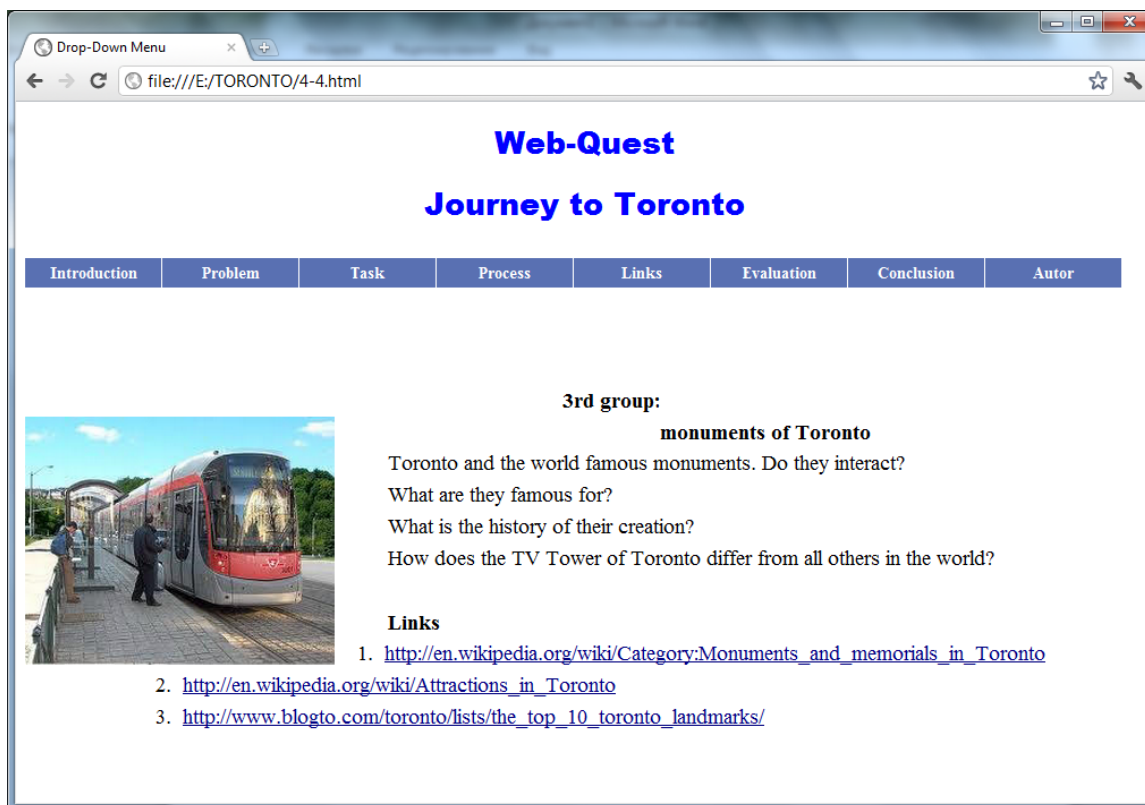 Drop-Down Menu
file:///E:/TORONTO/4-4.html
Web-Quest
Journey to Toronto
Introduction Problem Task Process Links Evaluation Conclusion Autor
3rd group:
monuments of Toronto
Toronto and the world famous monuments. Do they interact?
What are they famous for?
What is the history of their creation?
How does the TV Tower of Toronto differ from all others in the world?
Links
1. http://en.wikipedia.org/wiki/Category:Monuments_and_memorials_in_Toronto
2. http://en.wikipedia.org/wiki/Attractions_in_Toronto
3. http://www.blogto.com/toronto/lists/the_top_10_toronto_landmarks/